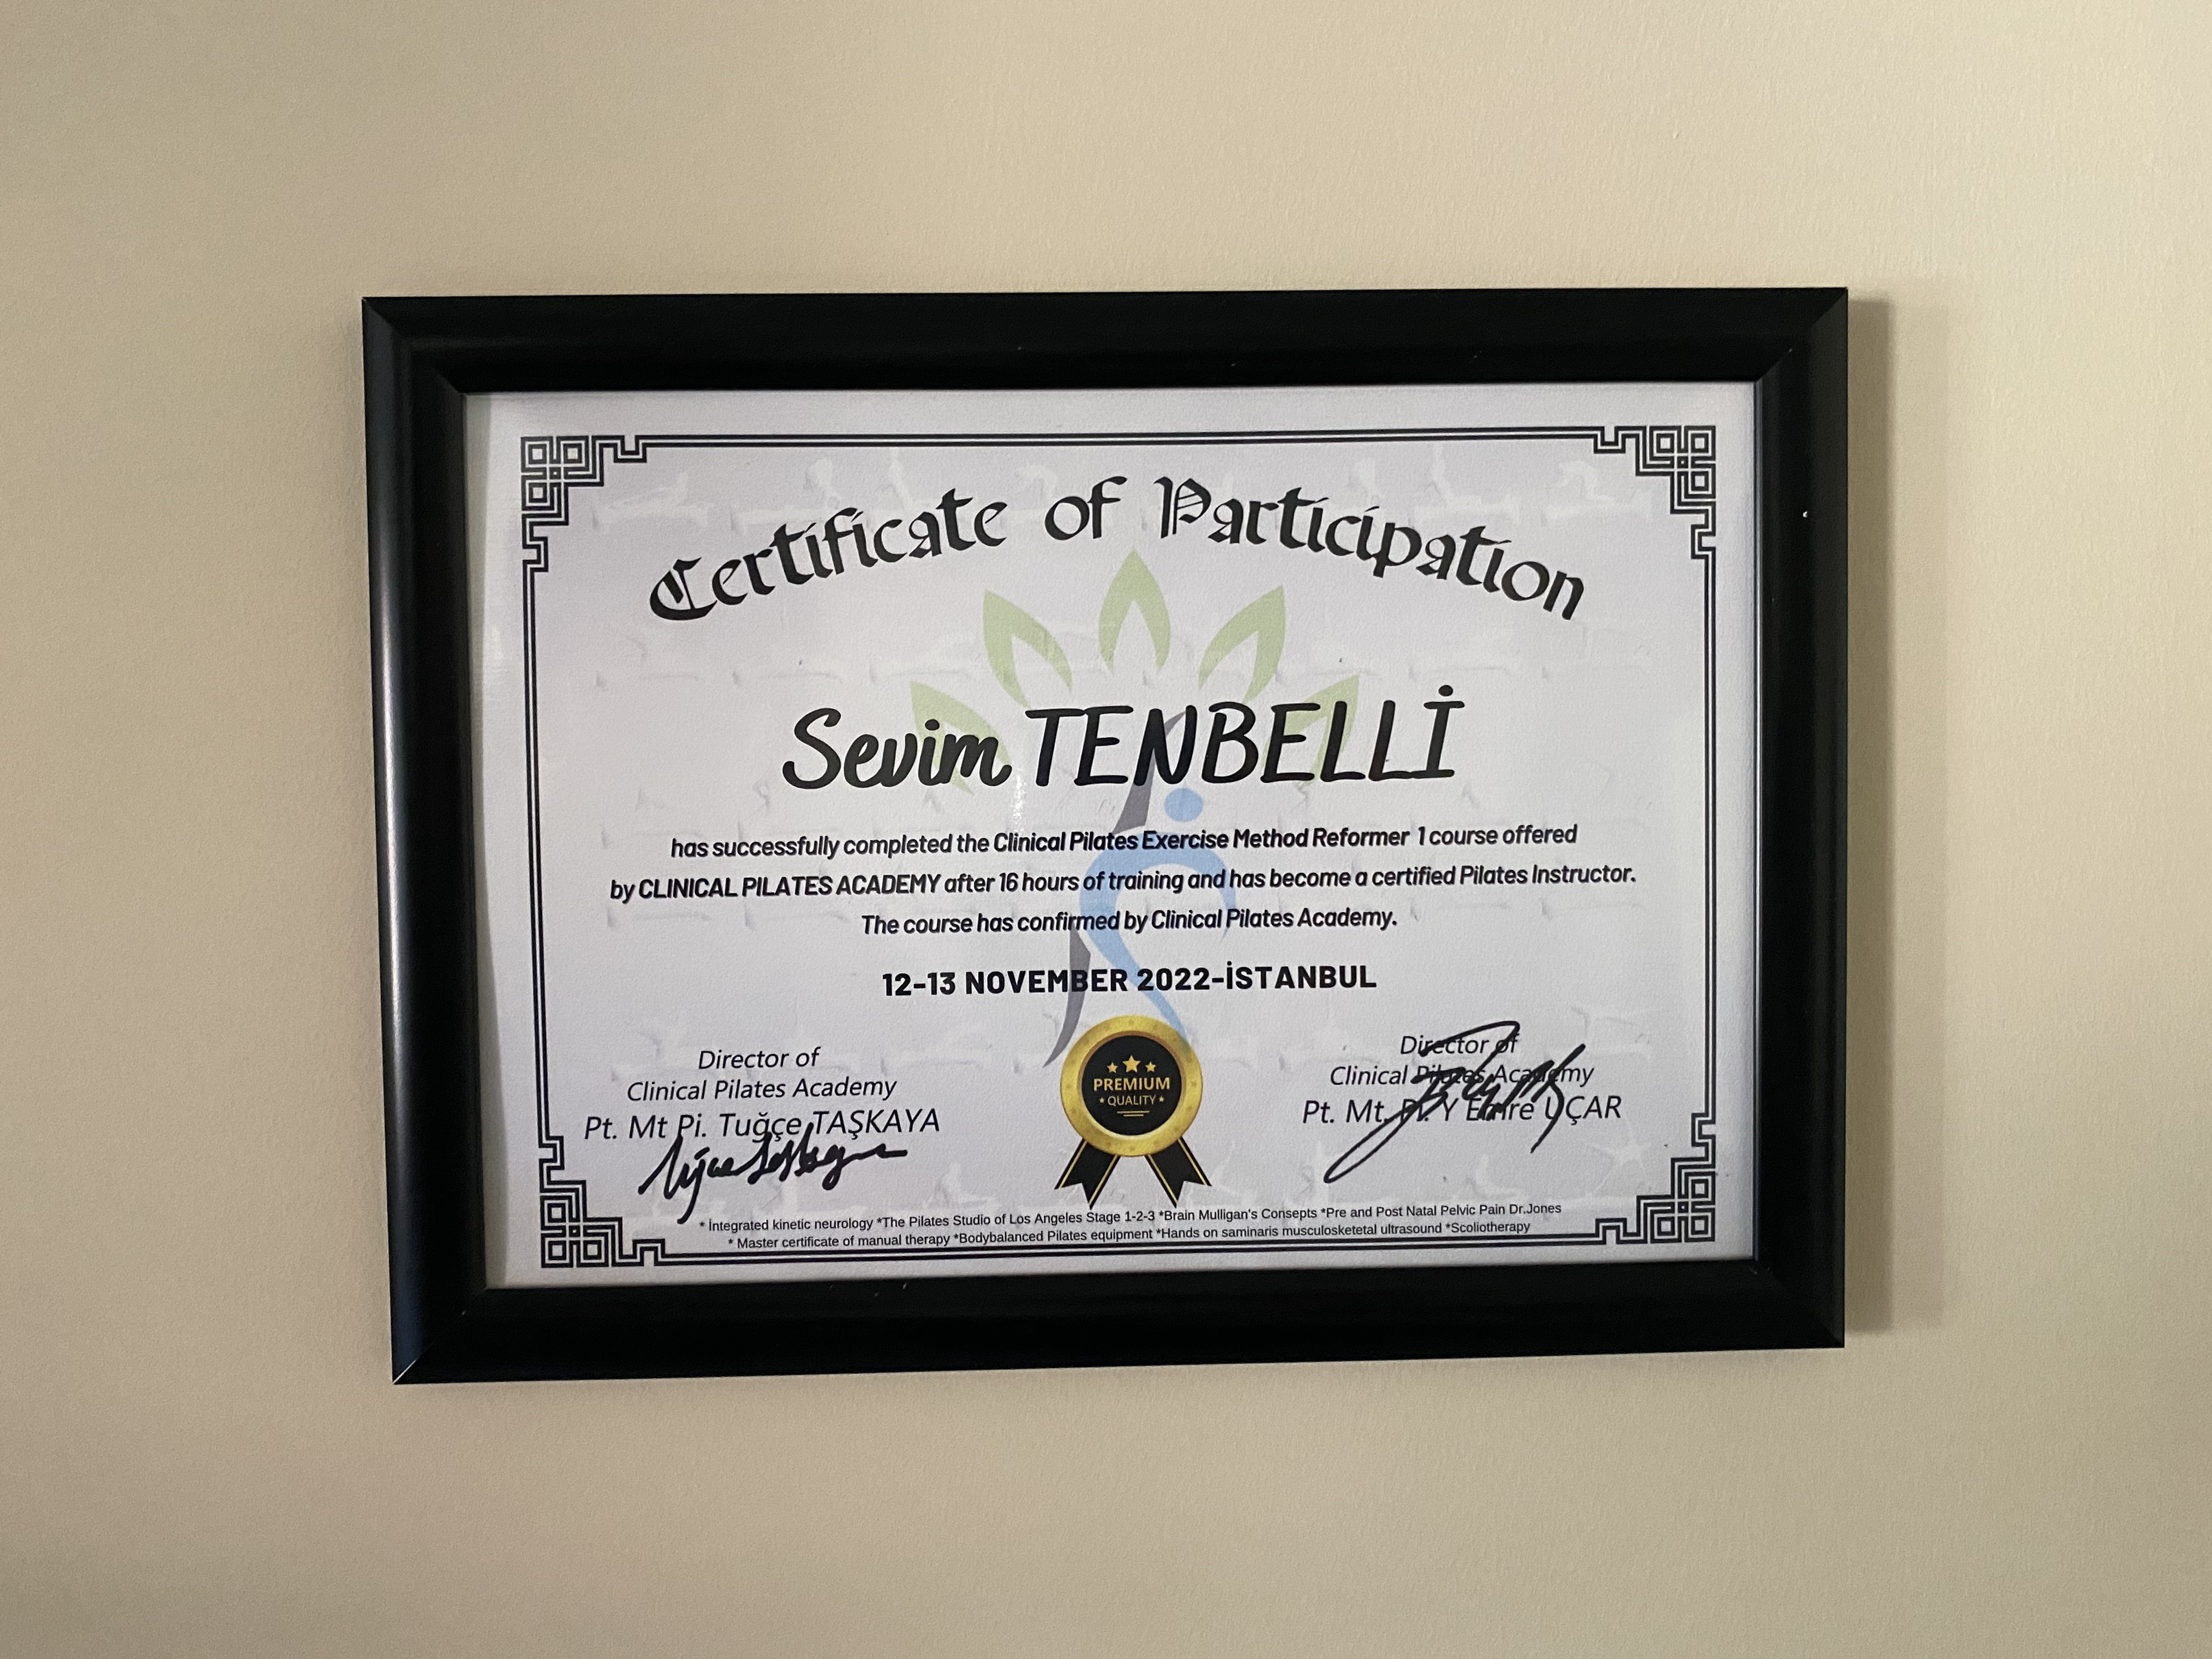 Certificate of Participation
Sevim TENBELLİ
has successfully completed the Clinical Pilates Exercise Method Reformer 1 course offered
by CLINICAL PILATES ACADEMY after 16 hours of training and has become a certified Pilates Instructor.
The course has confirmed by Clinical Pilates Academy.
12-13 NOVEMBER 2022-İSTANBUL
Director of
Clinical Pilates Academy
Pt. Mt Pi. Tuğçe TAŞKAYA
PREMIUM
QUALITY
Director of
Clinical Pilates Academy
Pt. Mt. Pi. Y Emre UÇAR
* İntegrated kinetic neurology *The Pilates Studio of Los Angeles Stage 1-2-3 *Brain Mulligan's Consepts *Pre and Post Natal Pelvic Pain Dr.Jones
* Master certificate of manual therapy *Bodybalanced Pilates equipment *Hands on saminaris musculosketetal ultrasound *Scoliotherapy